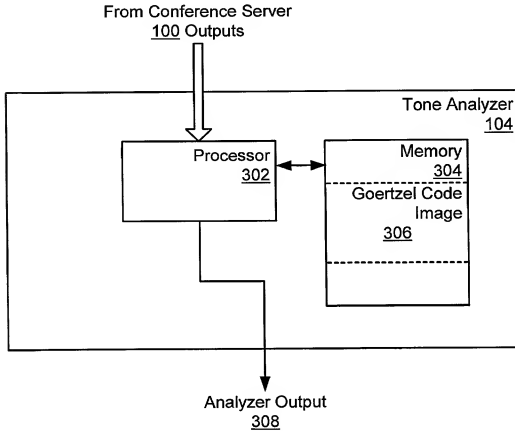 From Conference Server
100 Outputs
Tone Analyzer
104
Processor
302
Memory
304
Goertzel Code
Image
306
Analyzer Output
308